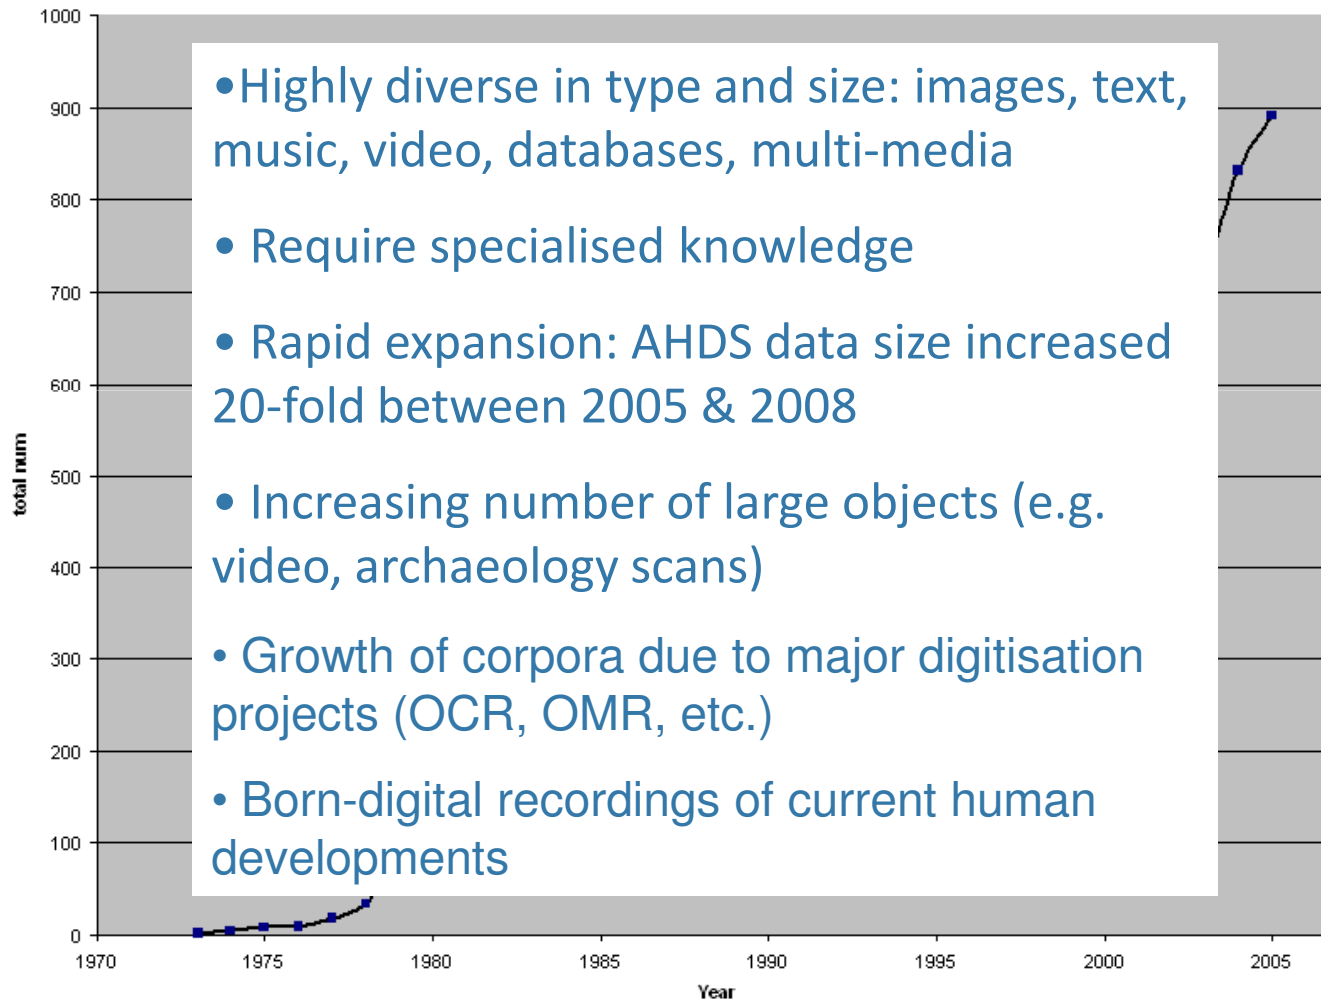 1000
900
800
700
600
500
400
300
200
100
0
total num
•Highly diverse in type and size: images, text,
music, video, databases, multi-media
• Require specialised knowledge
• Rapid expansion: AHDS data size increased
20-fold between 2005 & 2008
• Increasing number of large objects (e.g.
video, archaeology scans)
• Growth of corpora due to major digitisation
projects (OCR, OMR, etc.)
• Born-digital recordings of current human
developments
1970 1975 1980 1985 1990 1995 2000 2005
Year